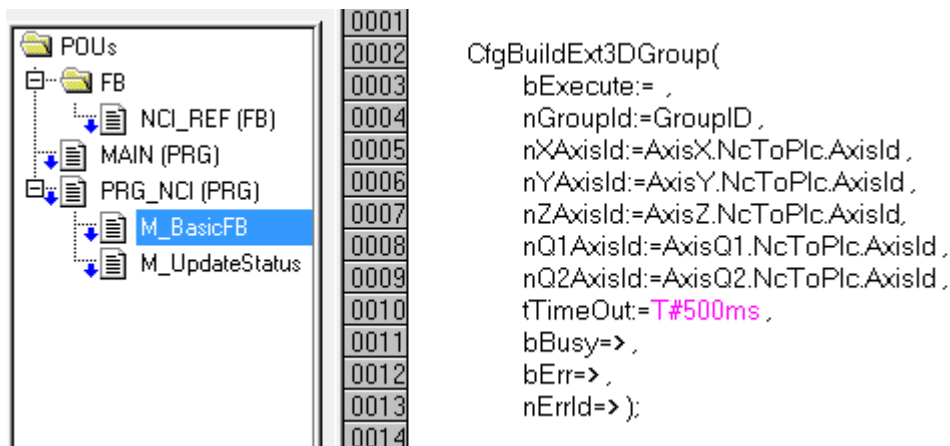 POUs
FB
NCI_REF (FB)
MAIN (PRG)
PRG_NCI (PRG)
M_BasicFB
M_UpdateStatus
0001
0002 CfgBuildExt3DGroup(
0003 bExecute:= ,
0004 nGroupId:=GroupID ,
0005 nXAxisId:=AxisX.NcToPlc.AxisId ,
0006 nYAxisId:=AxisY.NcToPlc.AxisId ,
0007 nZAxisId:=AxisZ.NcToPlc.AxisId,
0008 nQ1AxisId:=AxisQ1.NcToPlc.AxisId ,
0009 nQ2AxisId:=AxisQ2.NcToPlc.AxisId ,
0010 tTimeOut:=T#500ms ,
0011 bBusy=> ,
0012 bErr=> ,
0013 nErrId=> );
0014